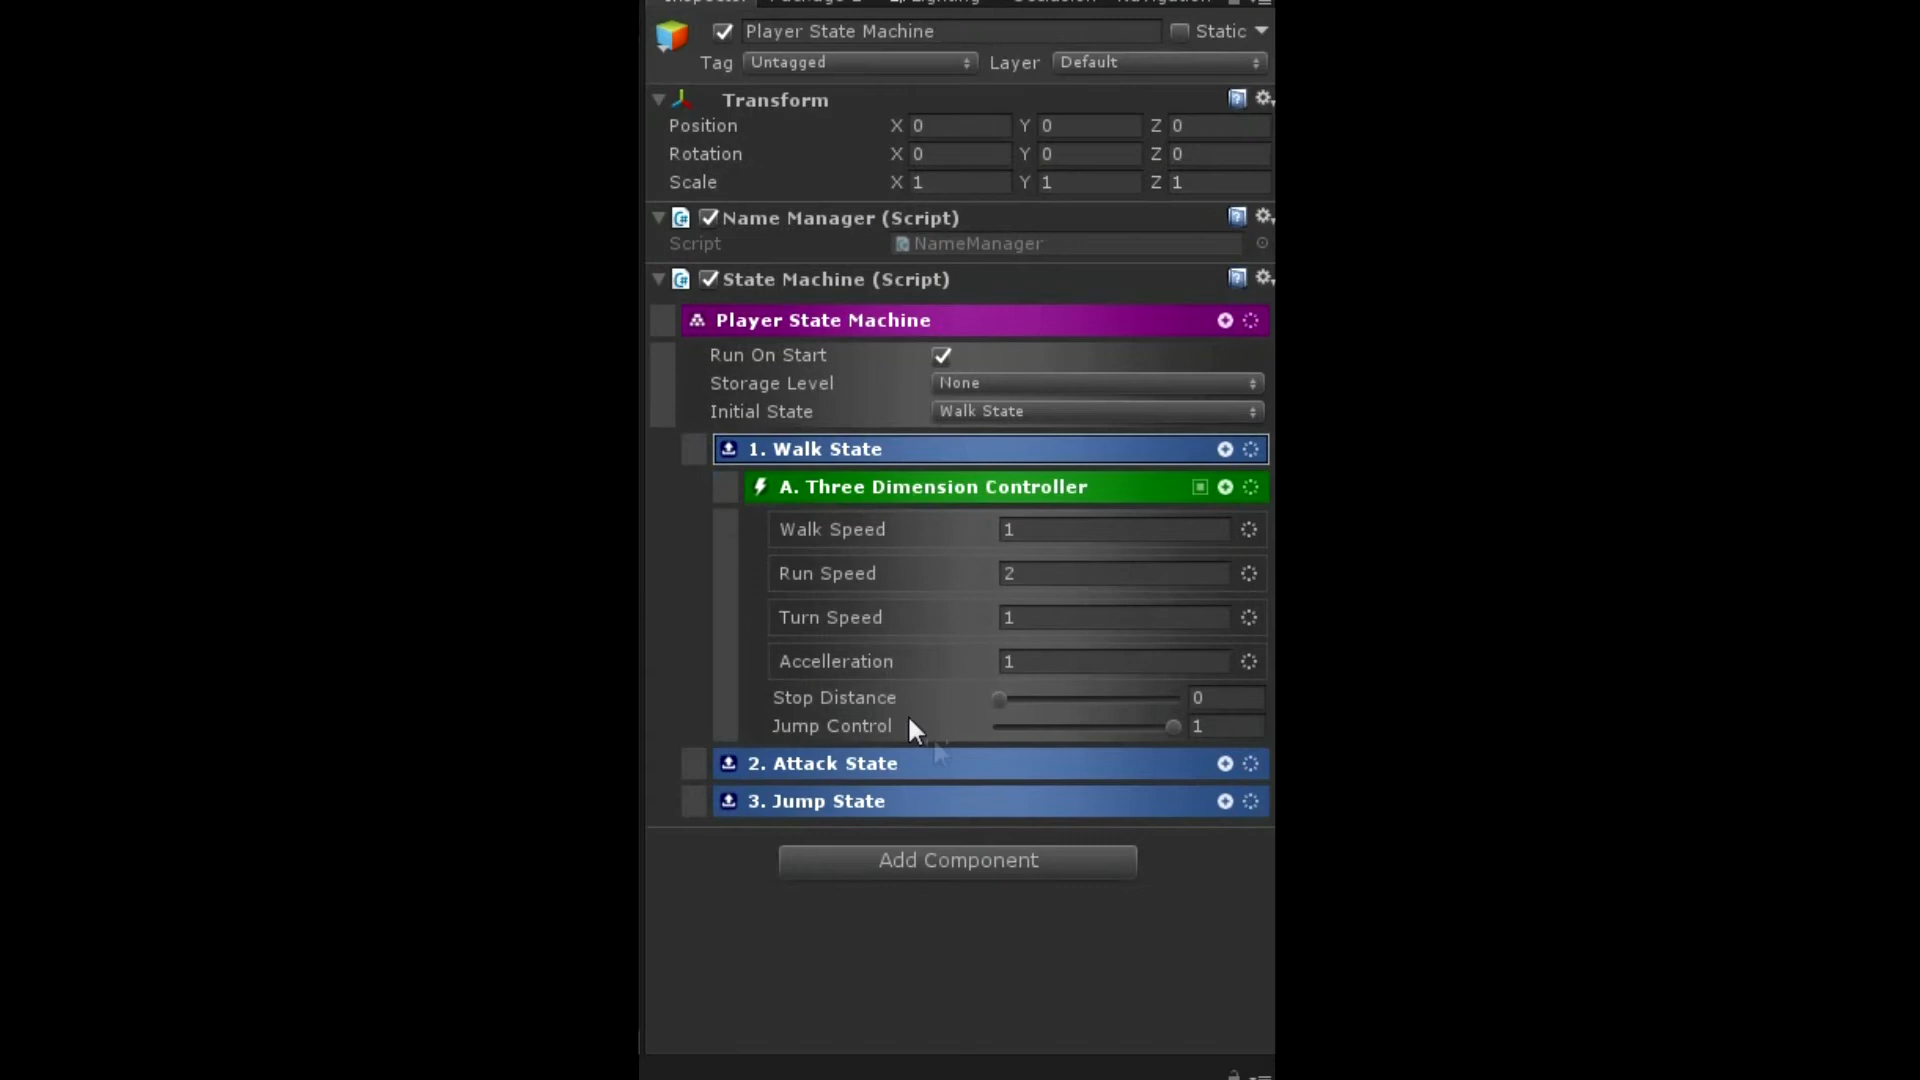 Player State Machine Static
Tag Untagged Layer Default
Transform
Position X 0 Y 0 Z 0
Rotation X 0 Y 0 Z 0
Scale X 1 Y 1 Z 1
Name Manager (Script)
Script NameManager
State Machine (Script)
Player State Machine
Run On Start
Storage Level None
Initial State Walk State
1. Walk State
A. Three Dimension Controller
Walk Speed 1
Run Speed 2
Turn Speed 1
Accelleration 1
Stop Distance 0
Jump Control 1
2. Attack State
3. Jump State
Add Component